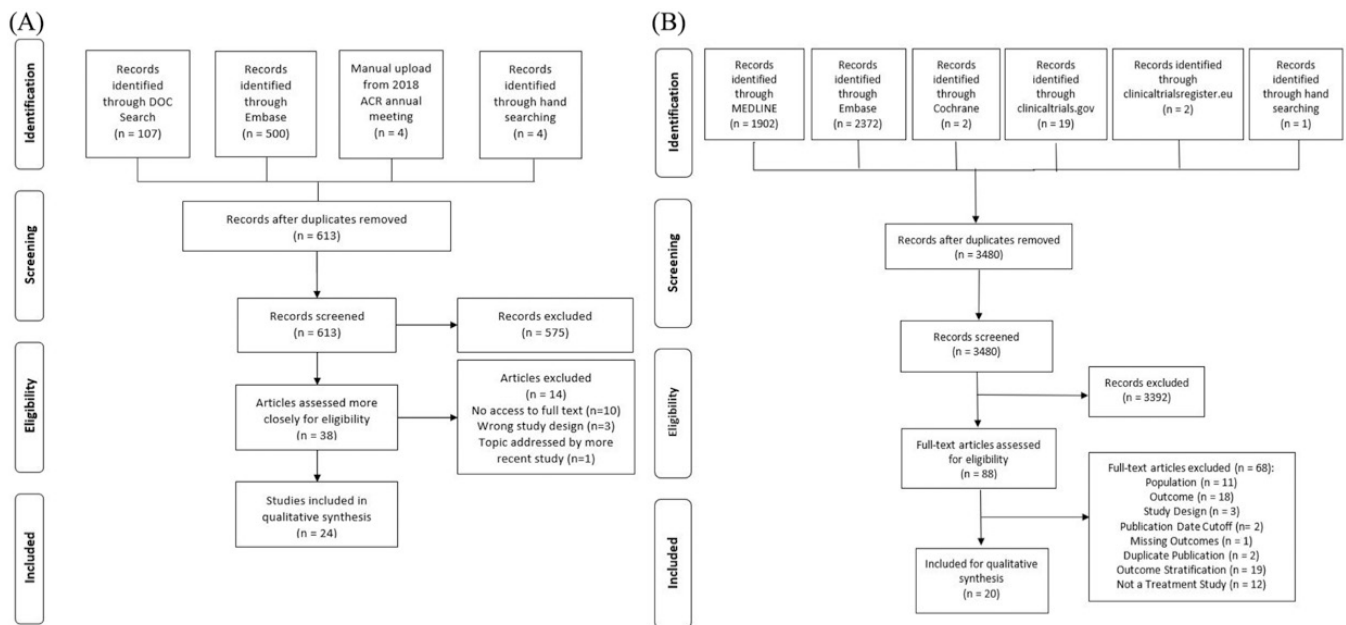 (A)
Identification
Records
identified
through DOC
Search
(n = 107)
Records
identified
through
Embase
(n = 500)
Manual upload
from 2018
ACR annual
meeting
(n = 4)
Records
identified
through hand
searching
(n = 4)
Screening
Records after duplicates removed
(n = 613)
Records screened
(n = 613)
Records excluded
(n = 575)
Eligibility
Articles assessed more
closely for eligibility
(n = 38)
Articles excluded
(n = 14)
No access to full text (n=10)
Wrong study design (n=3)
Topic addressed by more
recent study (n=1)
Included
Studies included in
qualitative synthesis
(n = 24)
(B)
Identification
Records
identified
through
MEDLINE
(n = 1902)
Records
identified
through
Embase
(n = 2372)
Records
identified
through
Cochrane
(n = 2)
Records
identified
through
clinicaltrials.gov
(n = 19)
Records identified
through
clinicaltrialsregister.eu
(n = 2)
Records
identified
through hand
searching
(n = 1)
Screening
Records after duplicates removed
(n = 3480)
Records screened
(n = 3480)
Records excluded
(n = 3392)
Eligibility
Full-text articles assessed
for eligibility
(n = 88)
Full-text articles excluded (n = 68):
Population (n = 11)
Outcome (n = 18)
Study Design (n = 3)
Publication Date Cutoff (n= 2)
Missing Outcomes (n = 1)
Duplicate Publication (n = 2)
Outcome Stratification (n = 19)
Not a Treatment Study (n = 12)
Included
Included for qualitative
synthesis
(n = 20)